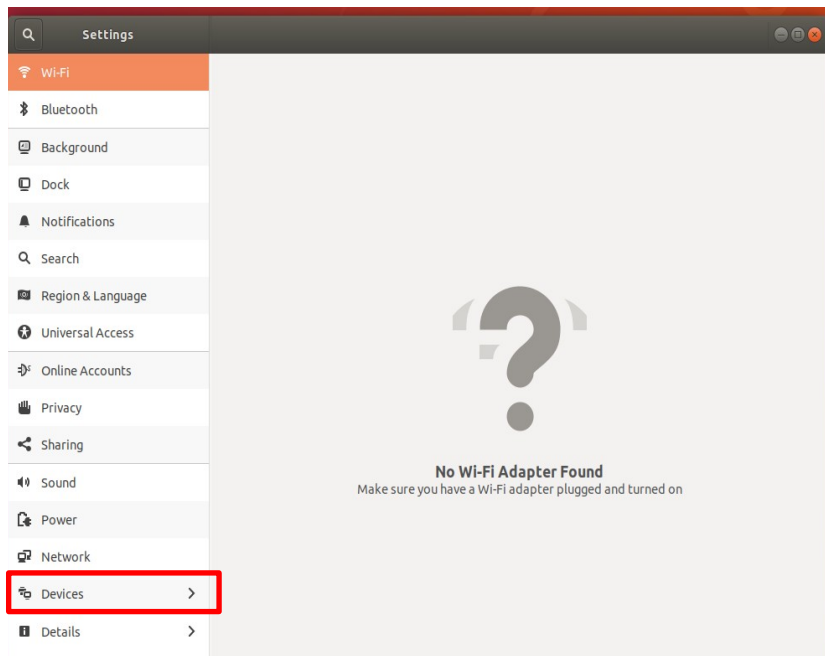 Settings
Wi-Fi
Bluetooth
Background
Dock
Notifications
Search
Region & Language
Universal Access
Online Accounts
Privacy
Sharing
Sound
Power
Network
Devices
Details
No Wi-Fi Adapter Found
Make sure you have a Wi-Fi adapter plugged and turned on